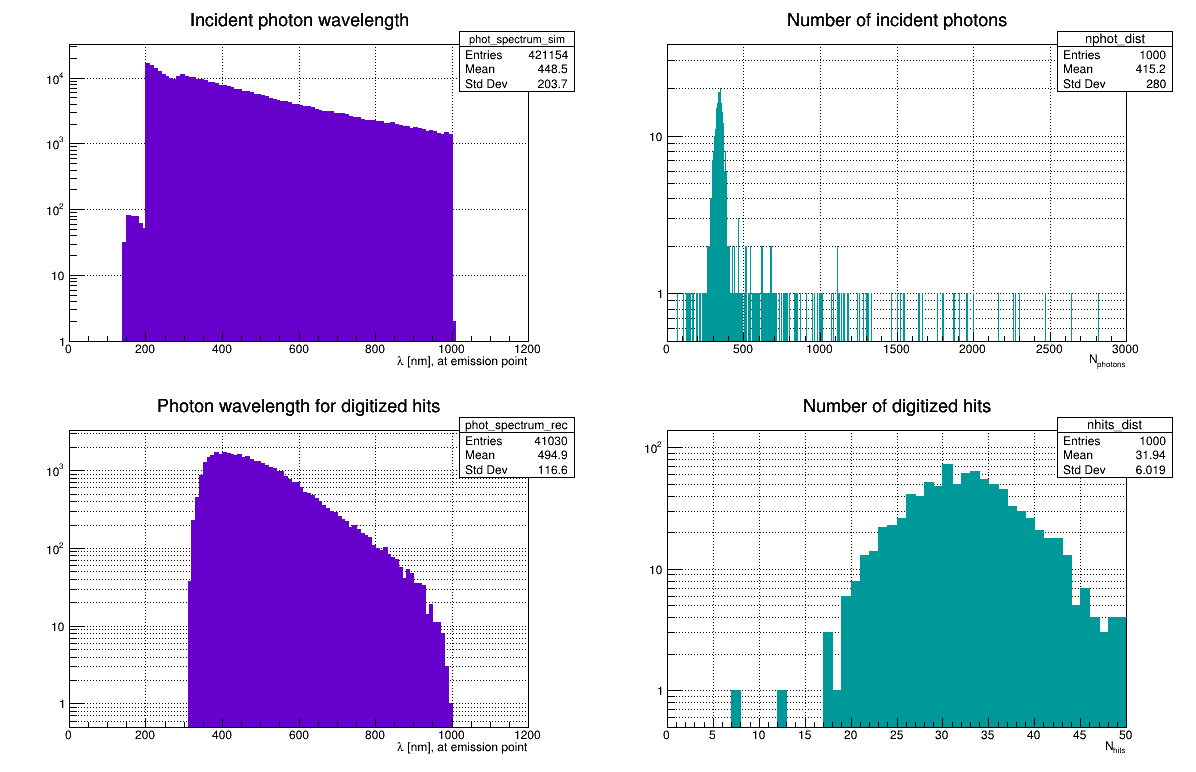 Incident photon wavelength
phot_spectrum_sim
Entries 421154
Mean 448.5
Std Dev 203.7
10^4
10^3
10^2
10
1
0 200 400 600 800 1000 1200
λ [nm], at emission point
Number of incident photons
nphot_dist
Entries 1000
Mean 415.2
Std Dev 280
10
1
0 500 1000 1500 2000 2500 3000
N_photons
Photon wavelength for digitized hits
phot_spectrum_rec
Entries 41030
Mean 494.9
Std Dev 116.6
10^3
10^2
10
1
0 200 400 600 800 1000 1200
λ [nm], at emission point
Number of digitized hits
nhits_dist
Entries 1000
Mean 31.94
Std Dev 6.019
10^2
10
1
0 5 10 15 20 25 30 35 40 45 50
N_hits